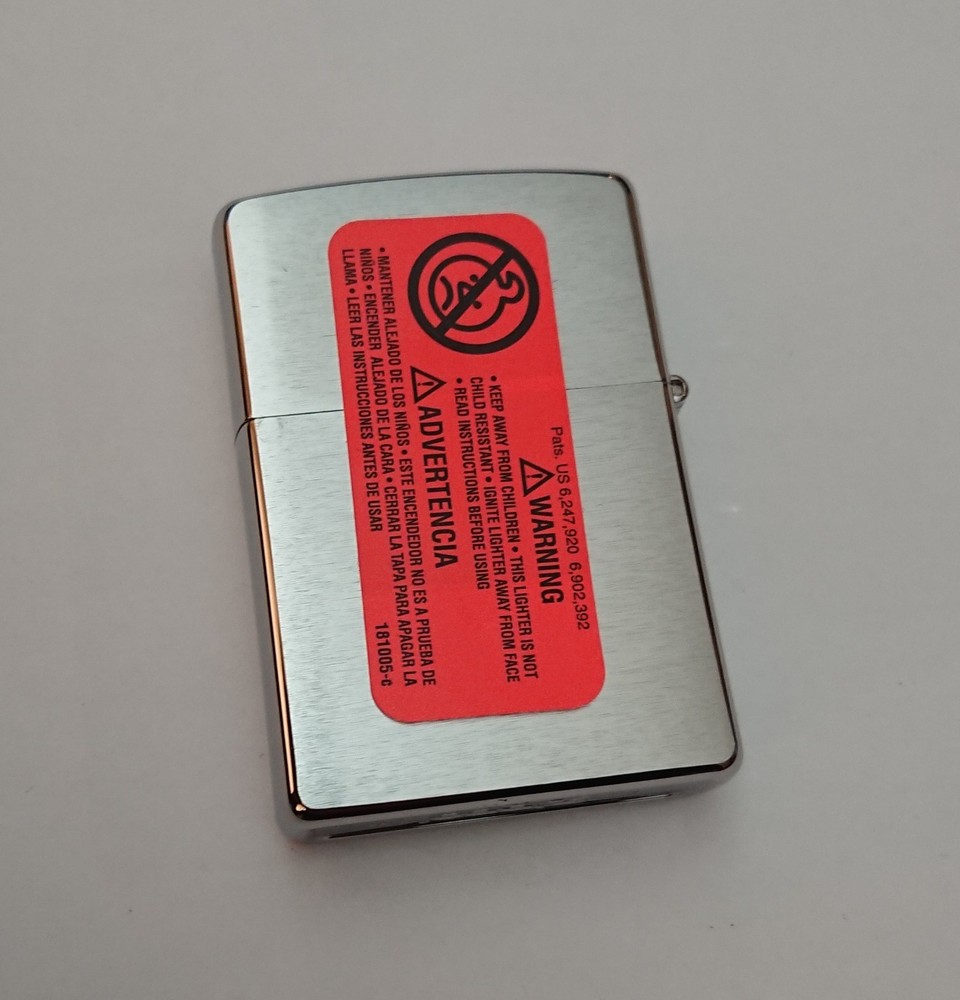 Pats. US 6,247,920 6,902,392
⚠WARNING
• KEEP AWAY FROM CHILDREN • THIS LIGHTER IS NOT
CHILD RESISTANT • IGNITE LIGHTER AWAY FROM FACE
• READ INSTRUCTIONS BEFORE USING
⚠ADVERTENCIA
• MANTENER ALEJADO DE LOS NIÑOS • ESTE ENCENDEDOR NO ES A PRUEBA DE
NIÑOS • ENCENDER ALEJADO DE LA CARA • CERRAR LA TAPA PARA APAGAR LA
LLAMA • LEER LAS INSTRUCCIONES ANTES DE USAR
181005-c